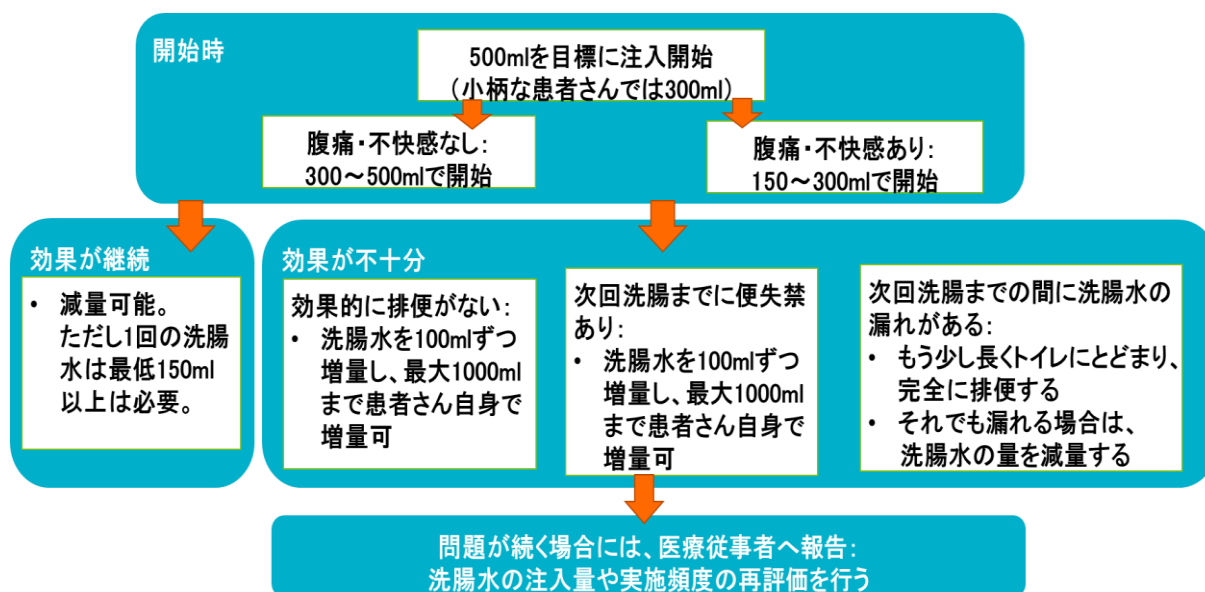 開始時
500mlを目標に注入開始
（小柄な患者さんでは300ml）
腹痛・不快感なし：
300～500mlで開始
腹痛・不快感あり：
150～300mlで開始
効果が継続
• 減量可能。
ただし1回の洗腸
水は最低150ml
以上は必要。
効果が不十分
効果的に排便がない：
• 洗腸水を100mlずつ
増量し、最大1000ml
まで患者さん自身で
増量可
次回洗腸までに便失禁
あり：
• 洗腸水を100mlずつ
増量し、最大1000ml
まで患者さん自身で
増量可
次回洗腸までの間に洗腸水の
漏れがある：
• もう少し長くトイレにとどまり、
完全に排便する
• それでも漏れる場合は、
洗腸水の量を減量する
問題が続く場合には、医療従事者へ報告：
洗腸水の注入量や実施頻度の再評価を行う